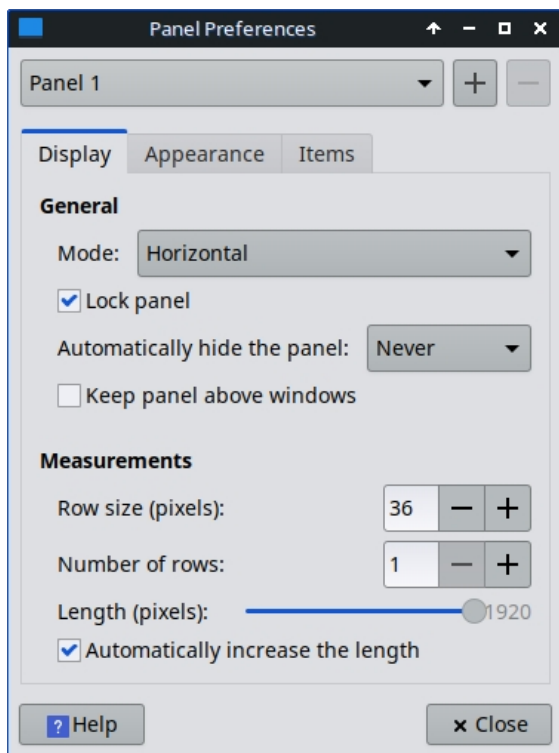 Panel Preferences
Panel 1
Display Appearance Items
General
Mode: Horizontal
Lock panel
Automatically hide the panel: Never
Keep panel above windows
Measurements
Row size (pixels): 36
Number of rows: 1
Length (pixels): 1920
Automatically increase the length
? Help × Close